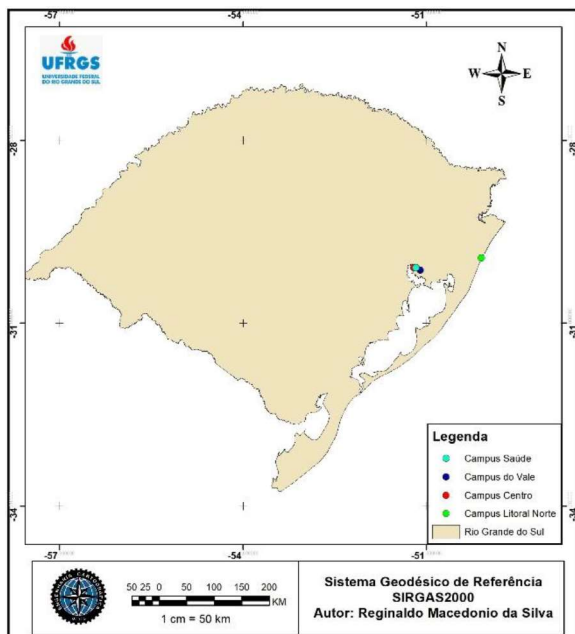 -57
-54
-51
UFRGS
UNIVERSIDADE FEDERAL
DO RIO GRANDE DO SUL
N
W E
S
-28
-28
-31
-31
-34
-34
Legenda
Campus Saúde
Campus do Vale
Campus Centro
Campus Litoral Norte
Rio Grande do Sul
-57
-54
-51
50 25 0 50 100 150 200
KM
1 cm = 50 km
Sistema Geodésico de Referência
SIRGAS2000
Autor: Reginaldo Macedonio da Silva